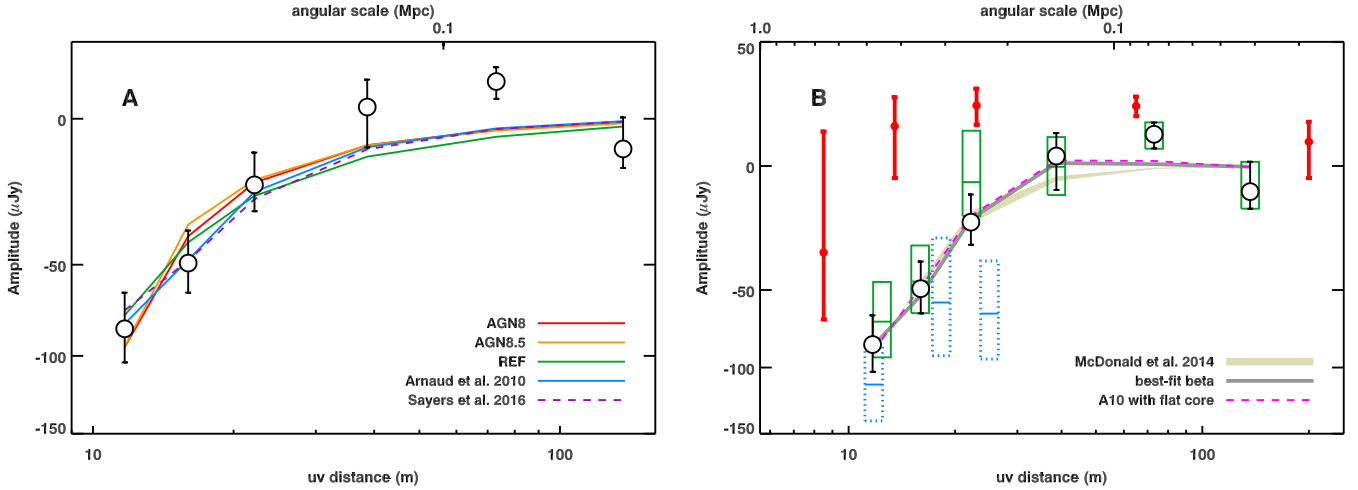 angular scale (Mpc)
0.1
A
0
-50
-100
-150
Amplitude (μJy)
AGN8
AGN8.5
REF
Arnaud et al. 2010
Sayers et al. 2016
10
100
uv distance (m)
angular scale (Mpc)
1.0
0.1
B
50
0
-50
-100
-150
Amplitude (μJy)
McDonald et al. 2014
best-fit beta
A10 with flat core
10
100
uv distance (m)